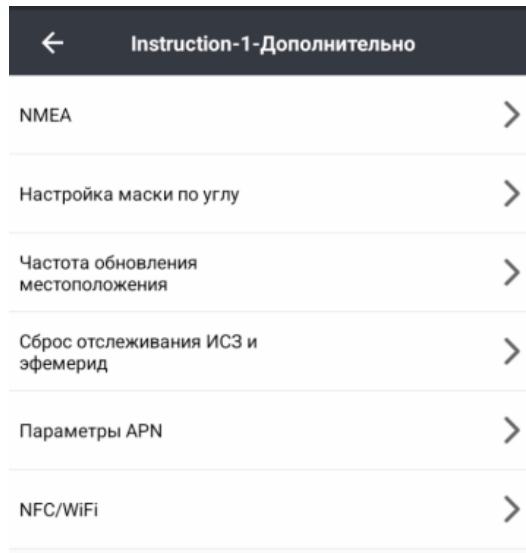 Instruction-1-Дополнительно
NMEA
Настройка маски по углу
Частота обновления
местоположения
Сброс отслеживания ИСЗ и
эфемерид
Параметры APN
NFC/WiFi